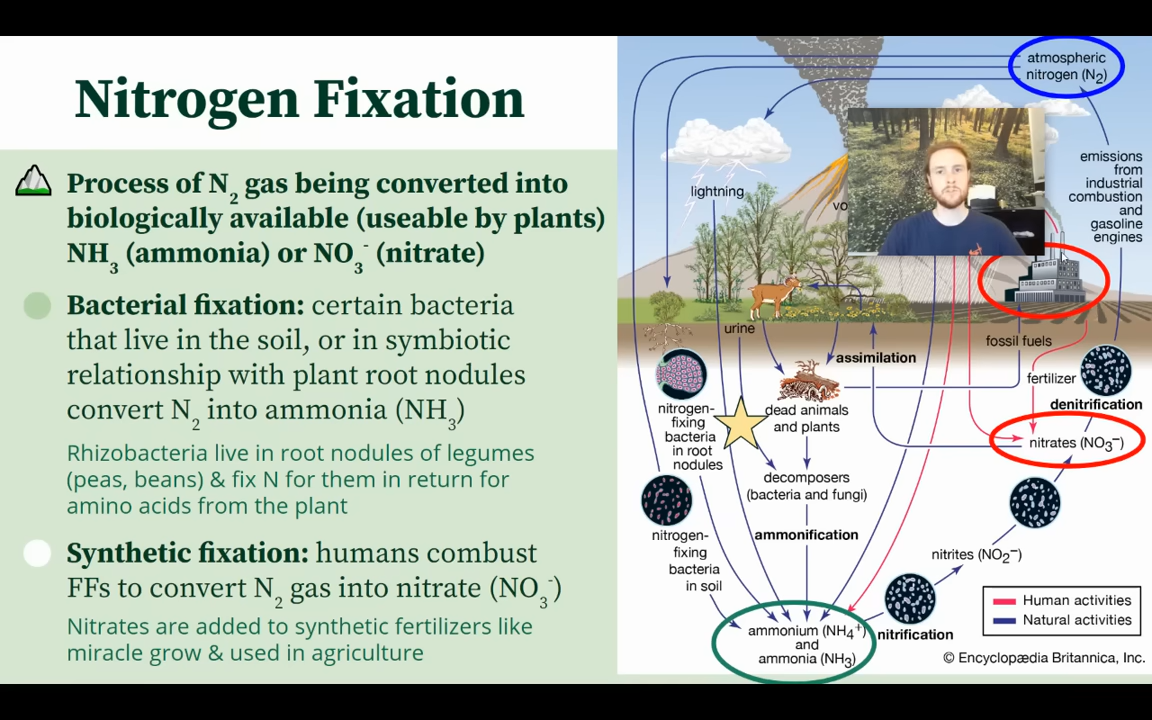 Nitrogen Fixation
Process of N2 gas being converted into
biologically available (useable by plants)
NH3 (ammonia) or NO3- (nitrate)
Bacterial fixation: certain bacteria
that live in the soil, or in symbiotic
relationship with plant root nodules
convert N2 into ammonia (NH3)
Rhizobacteria live in root nodules of legumes
(peas, beans) & fix N for them in return for
amino acids from the plant
Synthetic fixation: humans combust
FFs to convert N2 gas into nitrate (NO3-)
Nitrates are added to synthetic fertilizers like
miracle grow & used in agriculture
atmospheric
nitrogen (N2)
emissions
from
industrial
combustion
and
gasoline
engines
lightning
vo
urine
fossil fuels
assimilation
fertilizer
denitrification
nitrogen-
fixing
bacteria
in root
nodules
dead animals
and plants
nitrates (NO3−)
decomposers
(bacteria and fungi)
nitrogen-
fixing
bacteria
in soil
ammonification
nitrites (NO2−)
Human activities
Natural activities
ammonium (NH4+)
and
ammonia (NH3)
nitrification
© Encyclopædia Britannica, Inc.